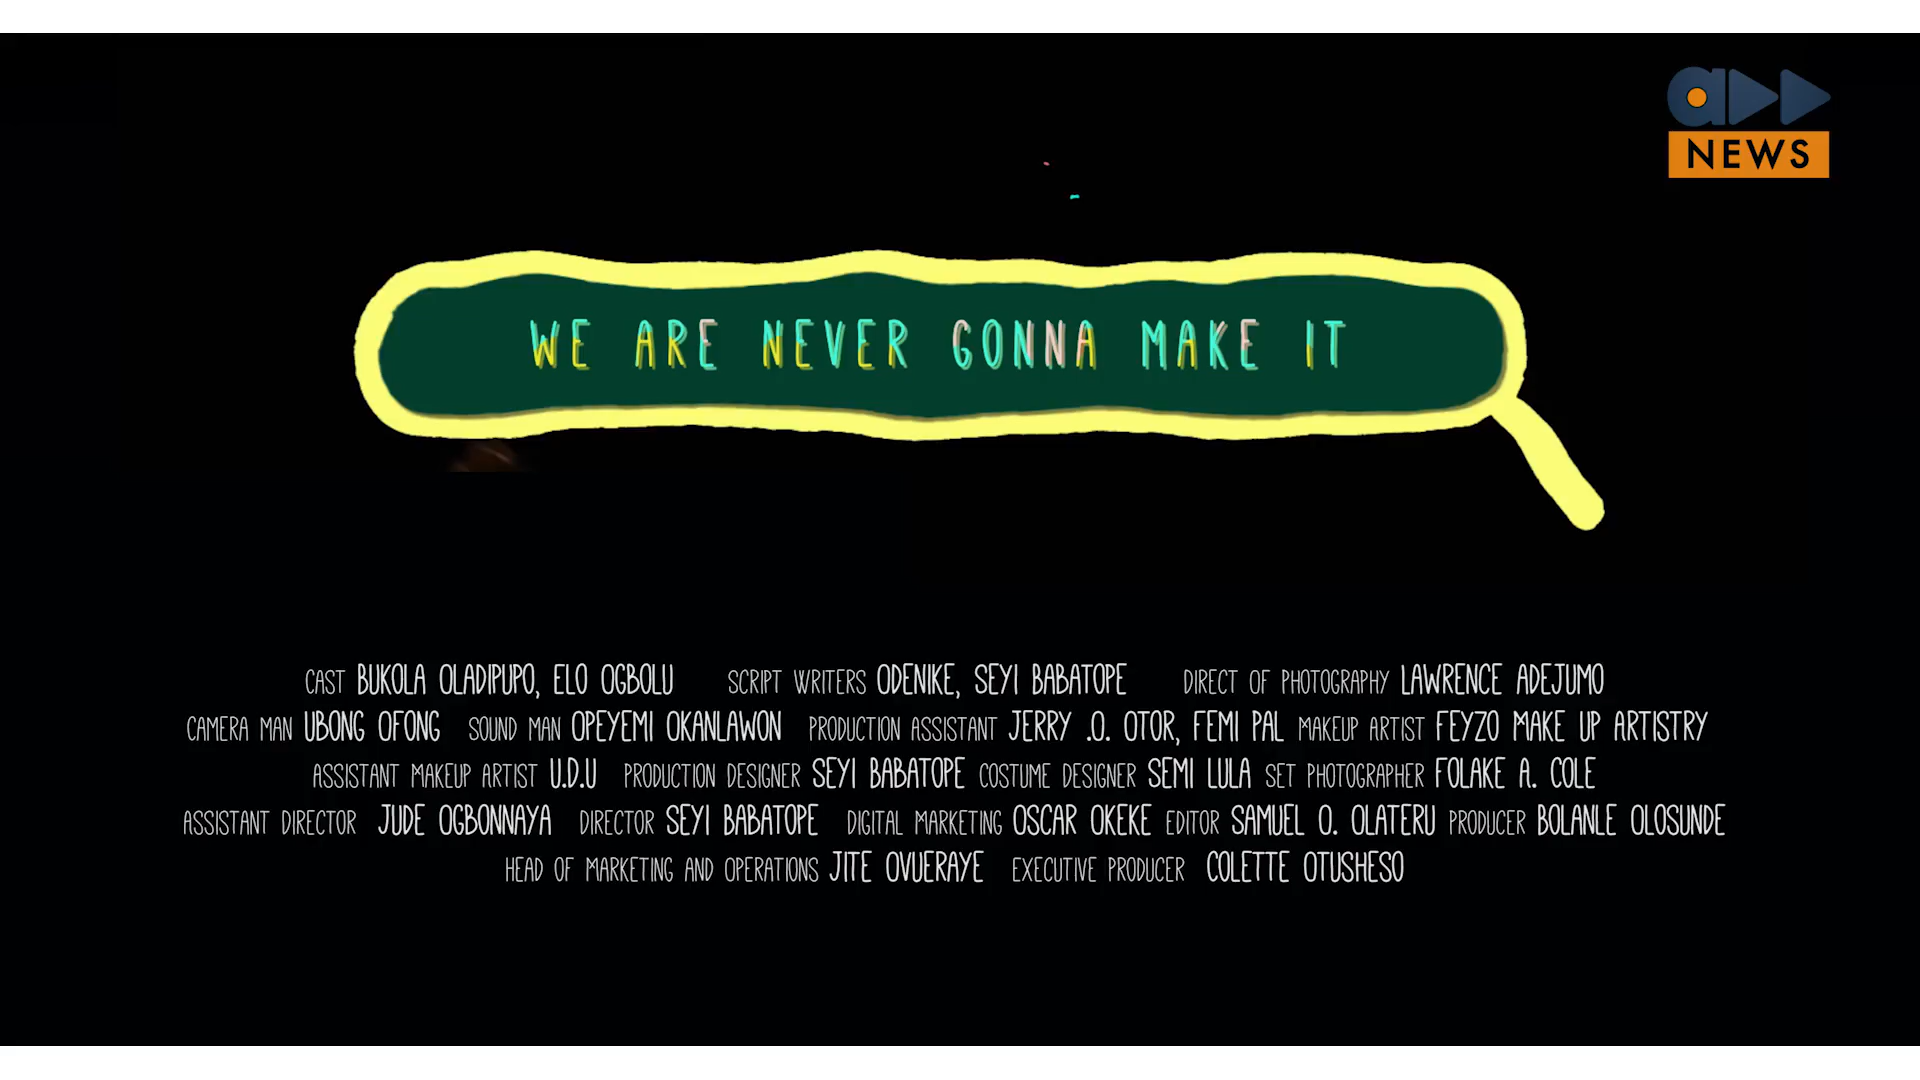 NEWS
WE ARE NEVER GONNA MAKE IT
CAST BUKOLA OLADIPUPO, ELO OGBOLU SCRIPT WRITERS ODENIKE, SEYI BABATOPE DIRECT OF PHOTOGRAPHY LAWRENCE ADEJUMO
CAMERA MAN UBONG OFONG SOUND MAN OPEYEMI OKANLAWON PRODUCTION ASSISTANT JERRY .O. OTOR, FEMI PAL MAKEUP ARTIST FEYZO MAKE UP ARTISTRY
ASSISTANT MAKEUP ARTIST U.D.U PRODUCTION DESIGNER SEYI BABATOPE COSTUME DESIGNER SEMI LULA SET PHOTOGRAPHER FOLAKE A. COLE
ASSISTANT DIRECTOR JUDE OGBONNAYA DIRECTOR SEYI BABATOPE DIGITAL MARKETING OSCAR OKEKE EDITOR SAMUEL O. OLATERU PRODUCER BOLANLE OLOSUNDE
HEAD OF MARKETING AND OPERATIONS JITE OVUERAYE EXECUTIVE PRODUCER COLETTE OTUSHESO